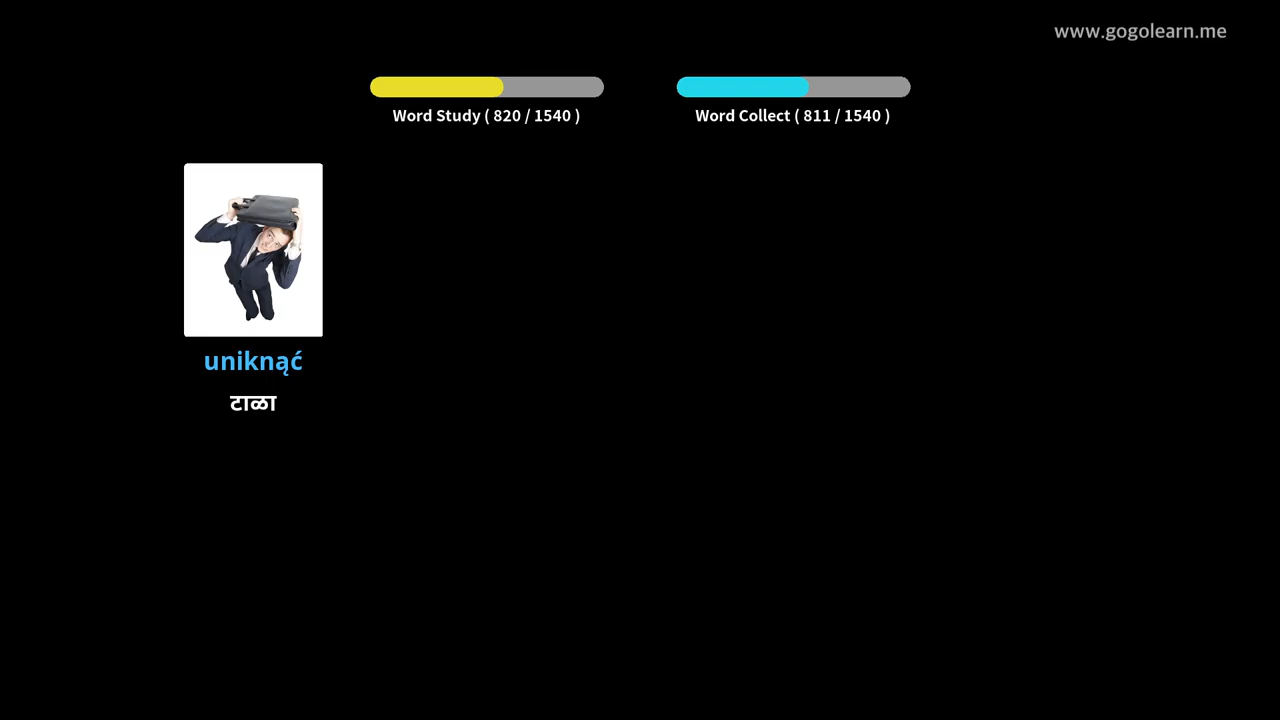 www.gogolearn.me
Word Study ( 820 / 1540 )
Word Collect ( 811 / 1540 )
uniknąć
टाळा